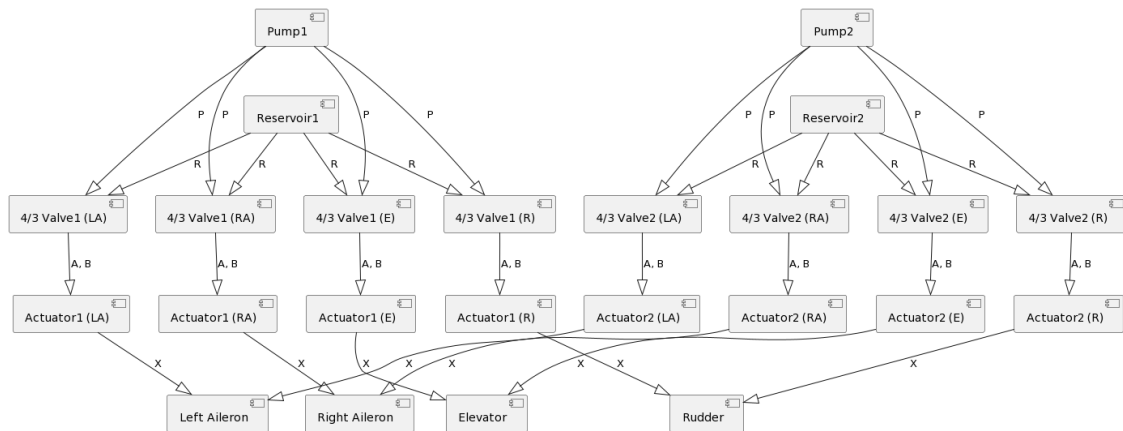 Pump1
Pump2
P
P
P
P
P
P
P
P
Reservoir1
Reservoir2
R
R
R
R
R
R
R
R
4/3 Valve1 (LA)
4/3 Valve1 (RA)
4/3 Valve1 (E)
4/3 Valve1 (R)
4/3 Valve2 (LA)
4/3 Valve2 (RA)
4/3 Valve2 (E)
4/3 Valve2 (R)
A, B
A, B
A, B
A, B
A, B
A, B
A, B
A, B
Actuator1 (LA)
Actuator1 (RA)
Actuator1 (E)
Actuator1 (R)
Actuator2 (LA)
Actuator2 (RA)
Actuator2 (E)
Actuator2 (R)
X
X
X
X
X
X
X
X
Left Aileron
Right Aileron
Elevator
Rudder